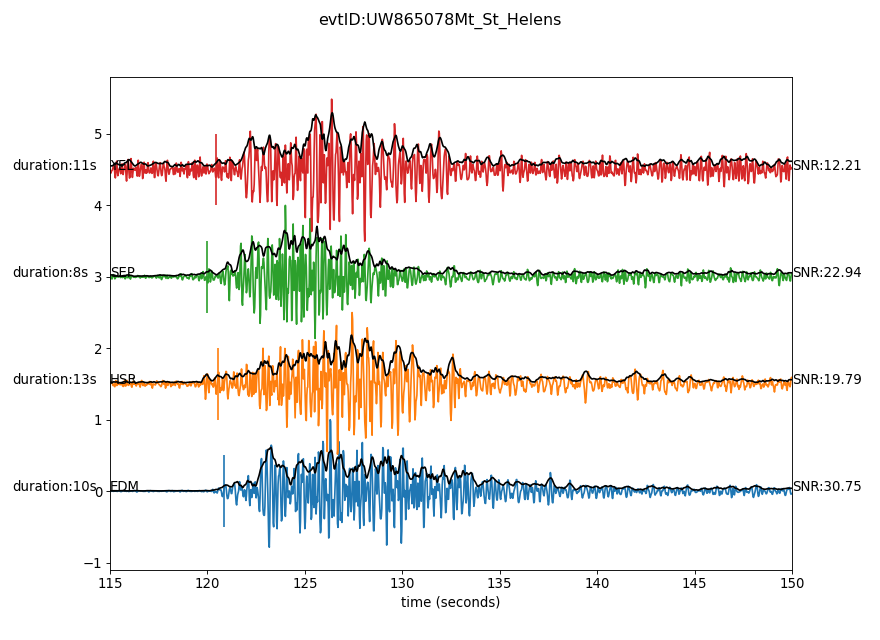 evtID:UW865078Mt_St_Helens
5
duration:11s YEL SNR:12.21
4
duration:8s SEP SNR:22.94
3
2
duration:13s HSR SNR:19.79
1
duration:10s EDM SNR:30.75
0
−1
115 120 125 130 135 140 145 150
time (seconds)